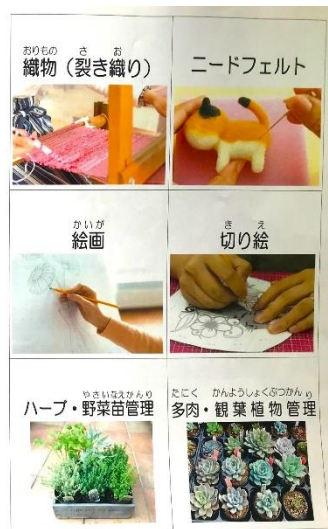 おりもの さ お
織物（裂き織り）
ニードフェルト
かいが
絵画
き え
切り絵
やさいなえかんり
ハーブ・野菜苗管理
たにく かんようしょくぶつかんり
多肉・観葉植物管理